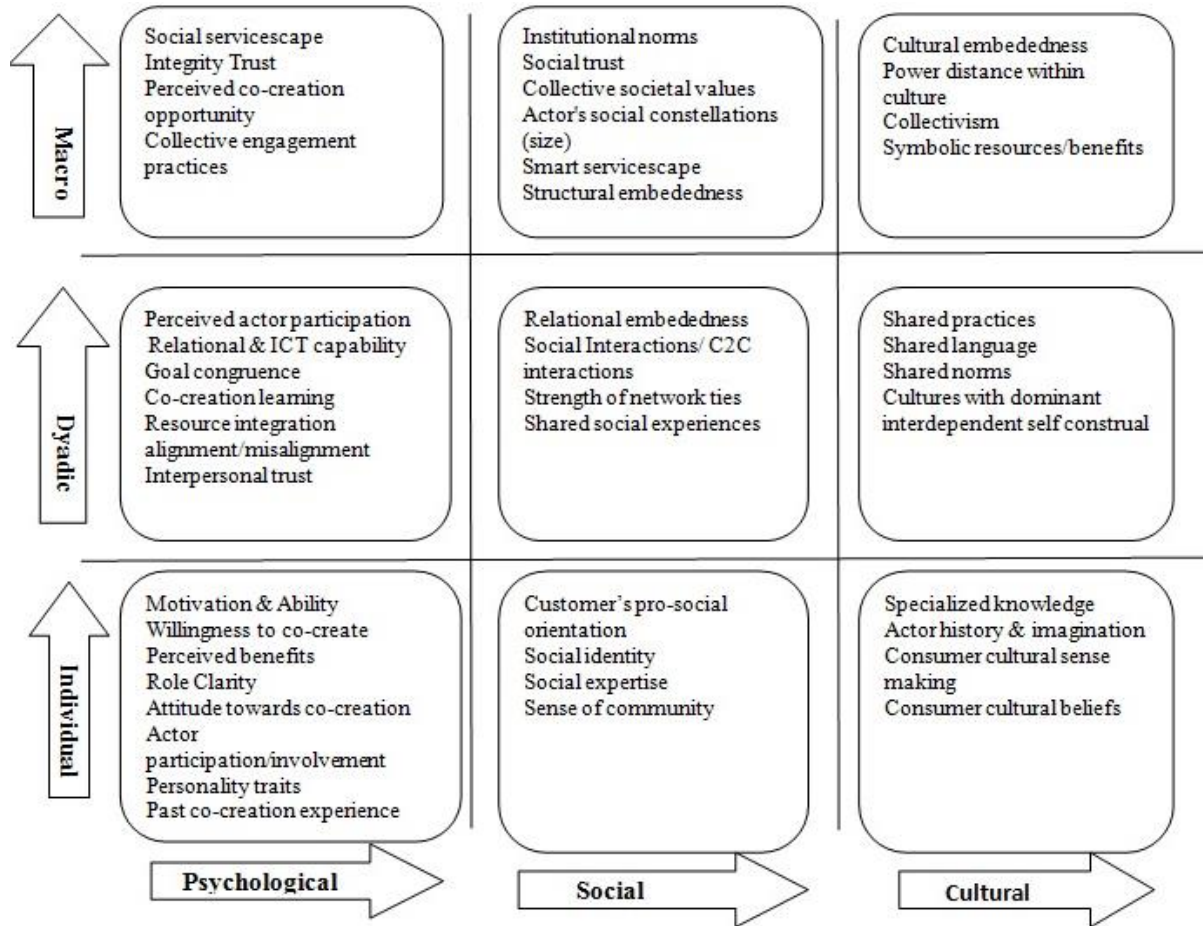 Macro
Social servicescape
Integrity Trust
Perceived co-creation
opportunity
Collective engagement
practices
Institutional norms
Social trust
Collective societal values
Actor's social constellations
(size)
Smart servicescape
Structural embededness
Cultural embededness
Power distance within
culture
Collectivism
Symbolic resources/benefits
Dyadic
Perceived actor participation
Relational & ICT capability
Goal congruence
Co-creation learning
Resource integration
alignment/misalignment
Interpersonal trust
Relational embededness
Social Interactions/ C2C
interactions
Strength of network ties
Shared social experiences
Shared practices
Shared language
Shared norms
Cultures with dominant
interdependent self construal
Individual
Motivation & Ability
Willingness to co-create
Perceived benefits
Role Clarity
Attitude towards co-creation
Actor
participation/involvement
Personality traits
Past co-creation experience
Customer’s pro-social
orientation
Social identity
Social expertise
Sense of community
Specialized knowledge
Actor history & imagination
Consumer cultural sense
making
Consumer cultural beliefs
Psychological
Social
Cultural